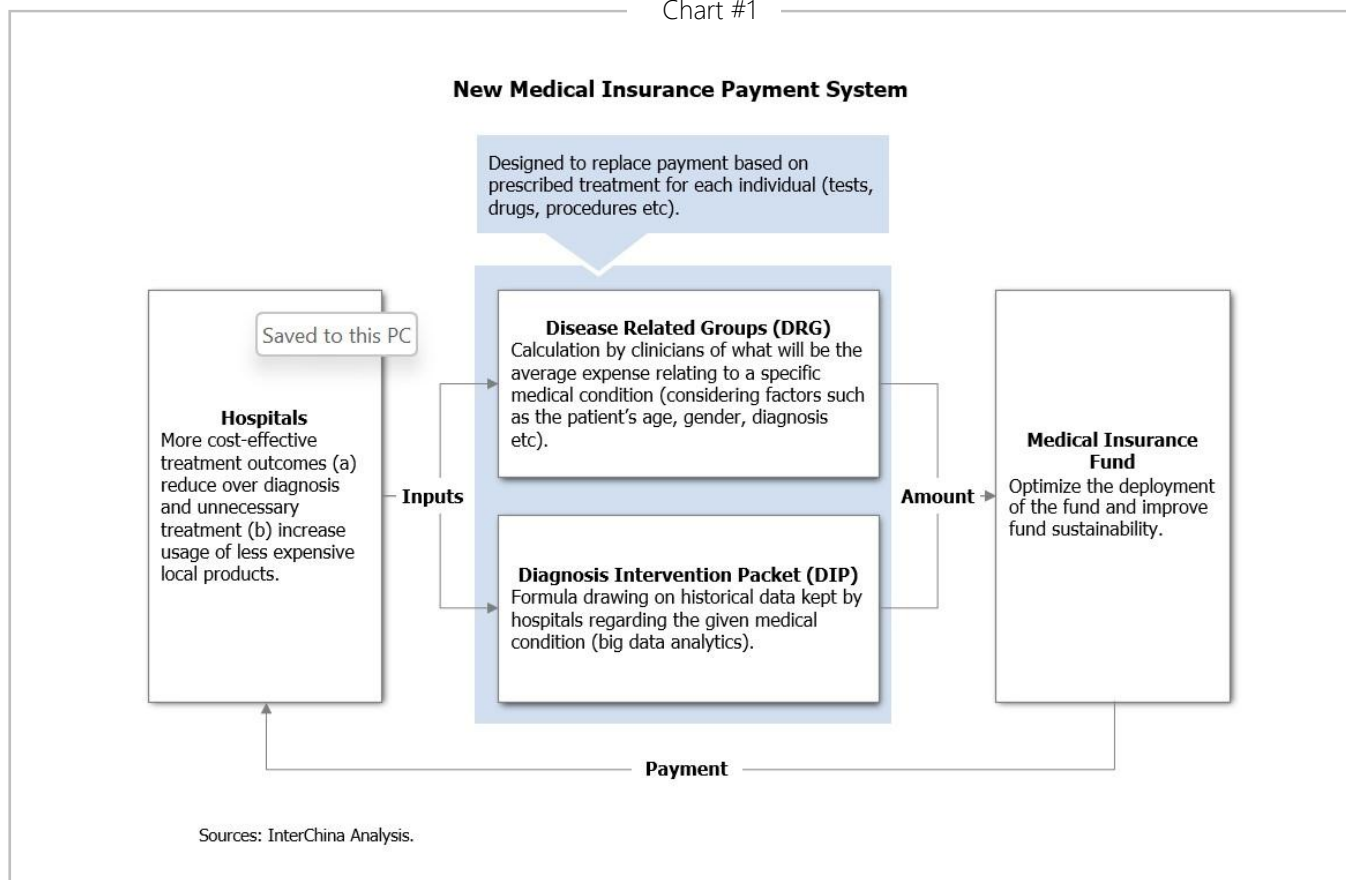 Chart #1
New Medical Insurance Payment System
Designed to replace payment based on
prescribed treatment for each individual (tests,
drugs, procedures etc).
Saved to this PC
Hospitals
More cost-effective
treatment outcomes (a)
reduce over diagnosis
and unnecessary
treatment (b) increase
usage of less expensive
local products.
Inputs
Disease Related Groups (DRG)
Calculation by clinicians of what will be the
average expense relating to a specific
medical condition (considering factors such
as the patient's age, gender, diagnosis
etc).
Diagnosis Intervention Packet (DIP)
Formula drawing on historical data kept by
hospitals regarding the given medical
condition (big data analytics).
Amount
Medical Insurance
Fund
Optimize the deployment
of the fund and improve
fund sustainability.
Payment
Sources: InterChina Analysis.